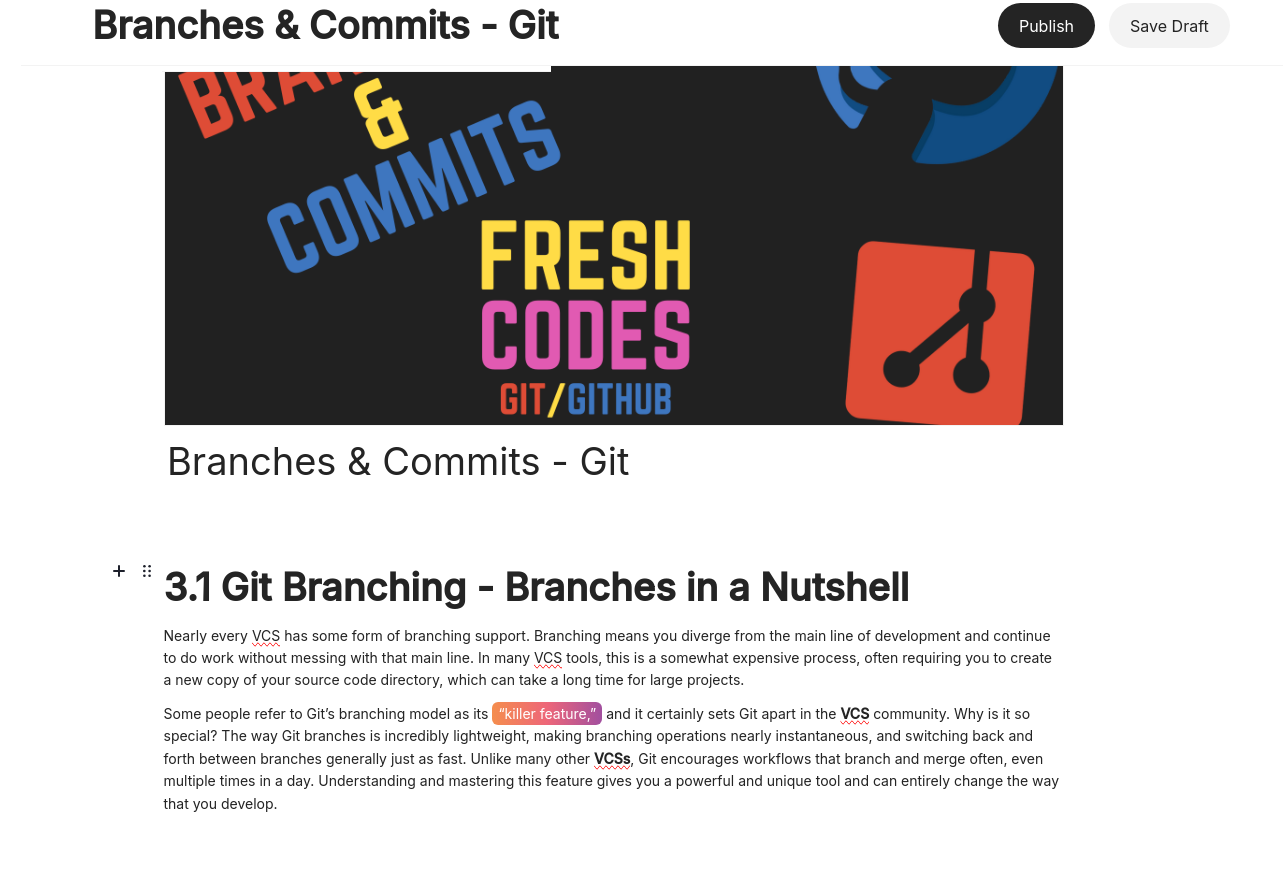 Branches & Commits - Git
Publish
Save Draft
&
COMMITS
FRESH
CODES
GIT/GITHUB
Branches & Commits - Git
3.1 Git Branching - Branches in a Nutshell
Nearly every VCS has some form of branching support. Branching means you diverge from the main line of development and continue
to do work without messing with that main line. In many VCS tools, this is a somewhat expensive process, often requiring you to create
a new copy of your source code directory, which can take a long time for large projects.
Some people refer to Git’s branching model as its “killer feature,” and it certainly sets Git apart in the VCS community. Why is it so
special? The way Git branches is incredibly lightweight, making branching operations nearly instantaneous, and switching back and
forth between branches generally just as fast. Unlike many other VCSs, Git encourages workflows that branch and merge often, even
multiple times in a day. Understanding and mastering this feature gives you a powerful and unique tool and can entirely change the way
that you develop.